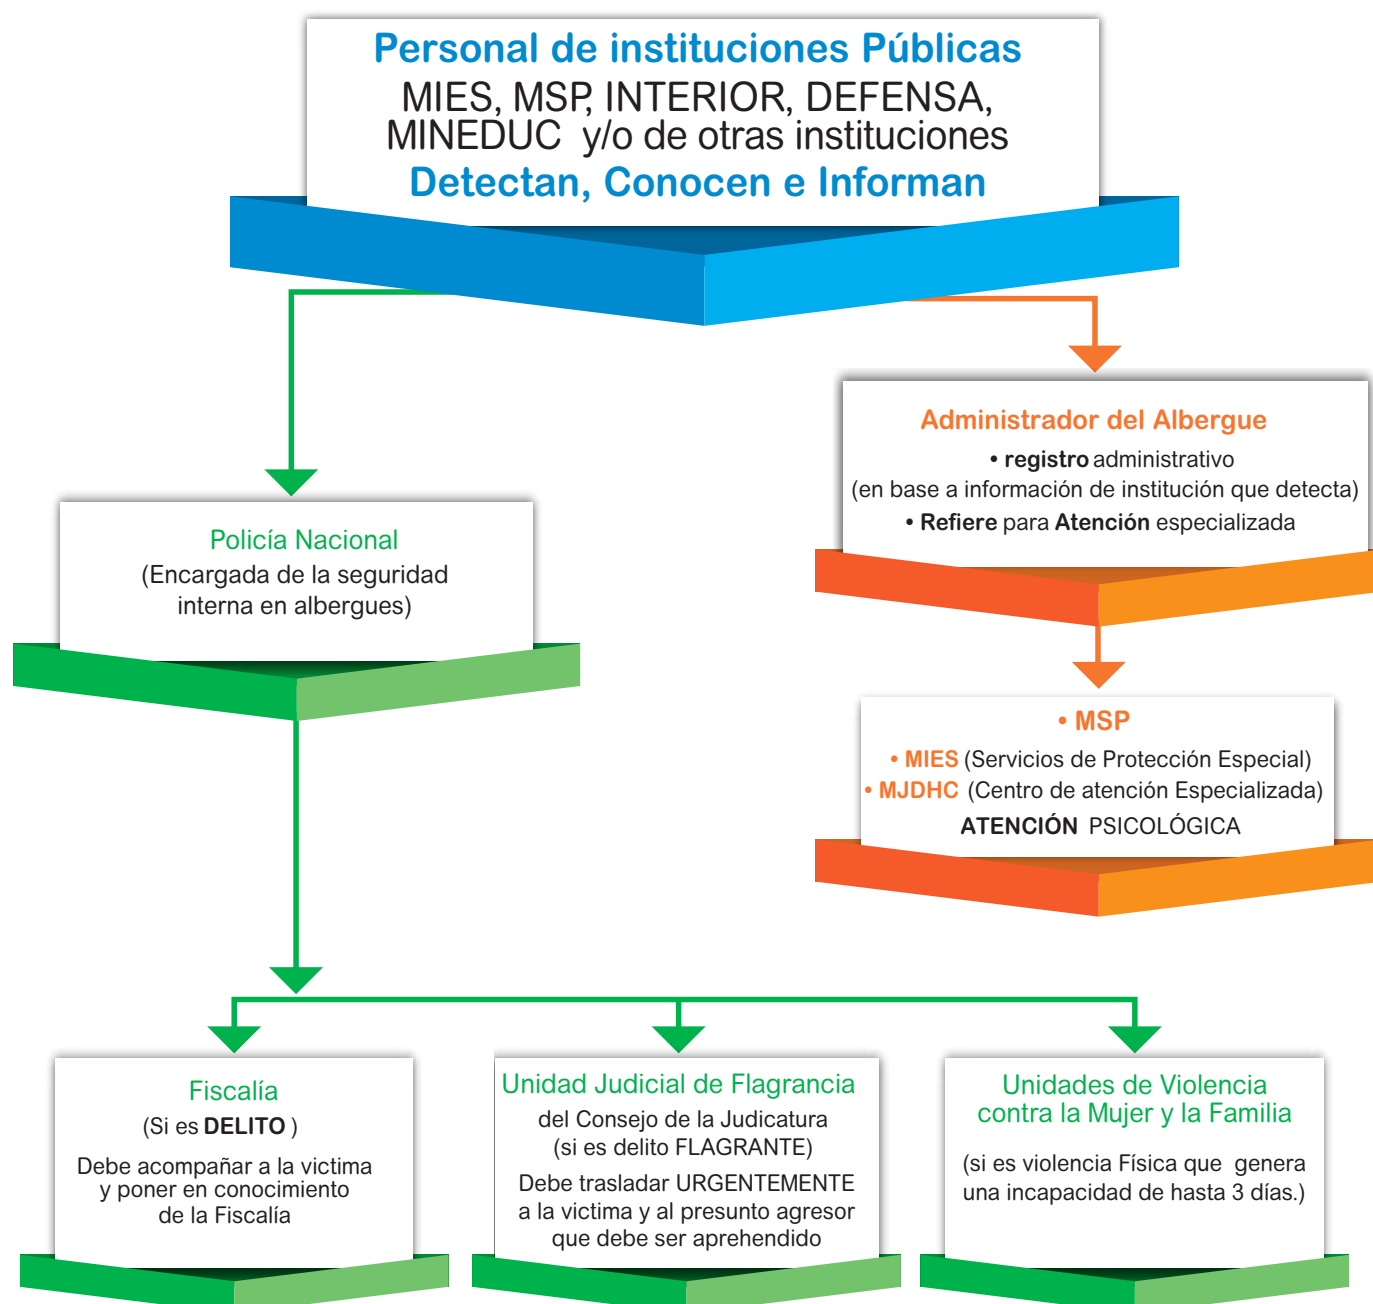 Personal de instituciones Públicas
MIES, MSP, INTERIOR, DEFENSA,
MINEDUC y/o de otras instituciones
Detectan, Conocen e Informan
Administrador del Albergue
• registro administrativo
(en base a información de institución que detecta)
• Refiere para Atención especializada
Policía Nacional
(Encargada de la seguridad
interna en albergues)
• MSP
• MIES (Servicios de Protección Especial)
• MJDHC (Centro de atención Especializada)
ATENCIÓN PSICOLÓGICA
Fiscalía
(Si es DELITO )
Debe acompañar a la victima
y poner en conocimiento
de la Fiscalía
Unidad Judicial de Flagrancia
del Consejo de la Judicatura
(si es delito FLAGRANTE)
Debe trasladar URGENTEMENTE
a la victima y al presunto agresor
que debe ser aprehendido
Unidades de Violencia
contra la Mujer y la Familia
(si es violencia Física que genera
una incapacidad de hasta 3 días.)